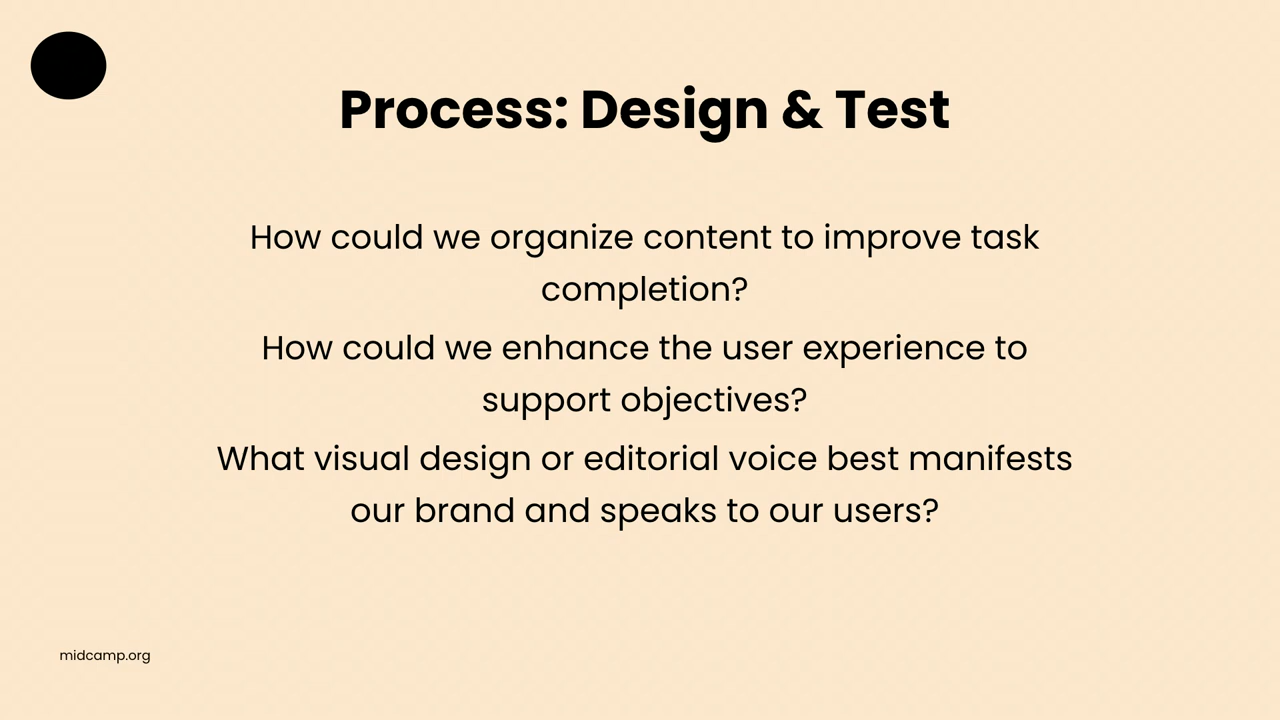 Process: Design & Test
How could we organize content to improve task
completion?
How could we enhance the user experience to
support objectives?
What visual design or editorial voice best manifests
our brand and speaks to our users?
midcamp.org